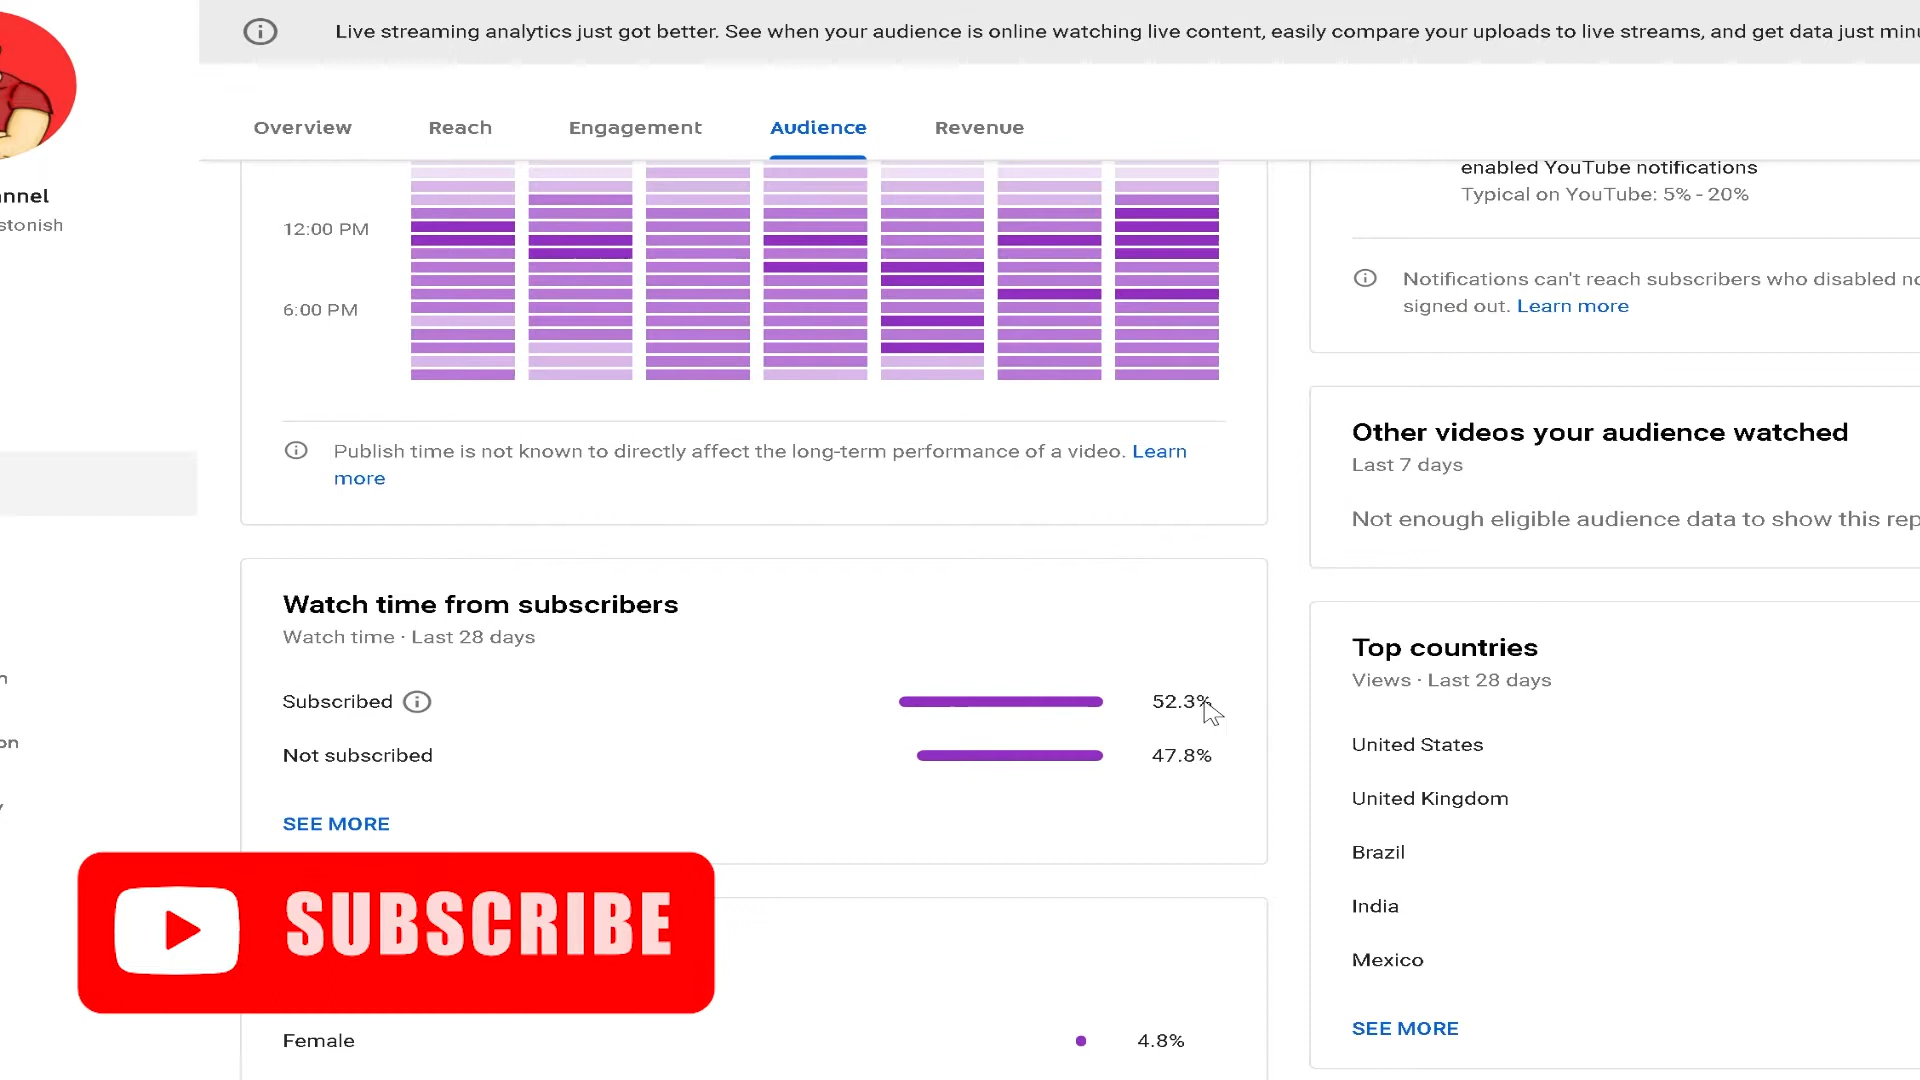 Live streaming analytics just got better. See when your audience is online watching live content, easily compare your uploads to live streams, and get data just
Overview
Reach
Engagement
Audience
Revenue
annel
stonish
12:00 PM
6:00 PM
Publish time is not known to directly affect the long-term performance of a video. Learn
more
Watch time from subscribers
Watch time · Last 28 days
Subscribed
52.3%
Not subscribed
47.8%
SEE MORE
SUBSCRIBE
Female
4.8%
enabled YouTube notifications
Typical on YouTube: 5% - 20%
Notifications can't reach subscribers who disabled
signed out. Learn more
Other videos your audience watched
Last 7 days
Not enough eligible audience data to show this
Top countries
Views · Last 28 days
United States
United Kingdom
Brazil
India
Mexico
SEE MORE